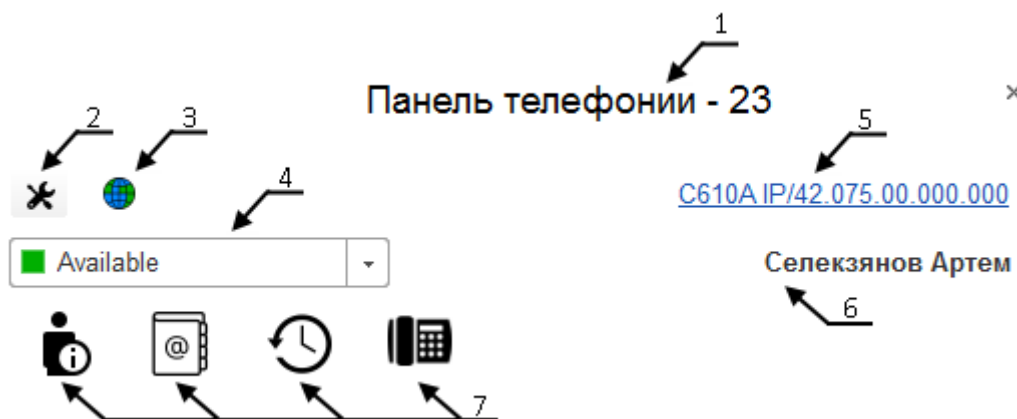 1
Панель телефонии - 23
2 3 5
C610A IP/42.075.00.000.000
4
Available
Селекзянов Артем
6
@
7